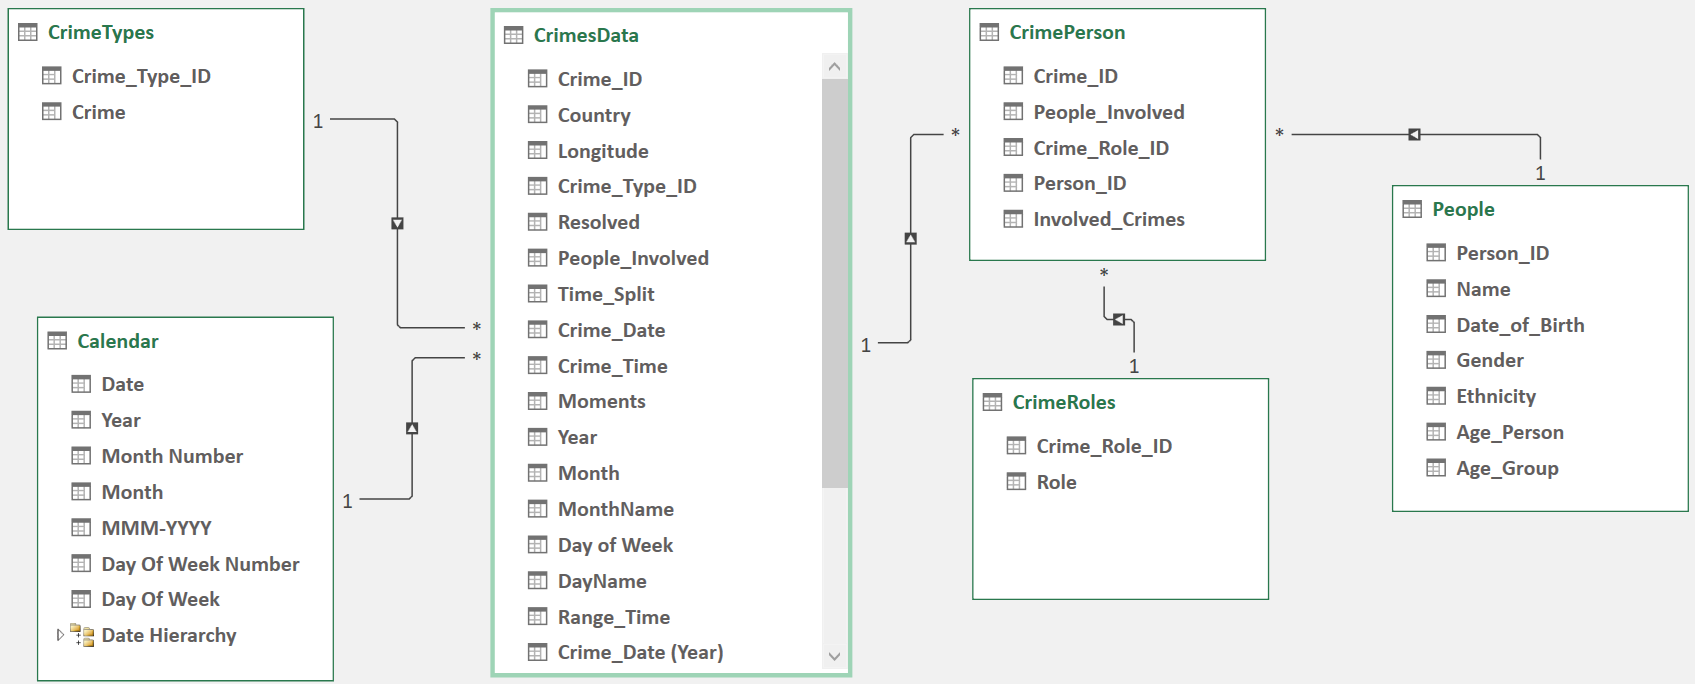 CrimeTypes
Crime_Type_ID
Crime
1
*
Calendar
Date
Year
Month Number
Month
MMM-YYYY
Day Of Week Number
Day Of Week
Date Hierarchy
1
*
CrimesData
Crime_ID
Country
Longitude
Crime_Type_ID
Resolved
People_Involved
Time_Split
Crime_Date
Crime_Time
Moments
Year
Month
MonthName
Day of Week
DayName
Range_Time
Crime_Date (Year)
1
*
CrimePerson
Crime_ID
People_Involved
Crime_Role_ID
Person_ID
Involved_Crimes
*
1
CrimeRoles
Crime_Role_ID
Role
*
1
People
Person_ID
Name
Date_of_Birth
Gender
Ethnicity
Age_Person
Age_Group